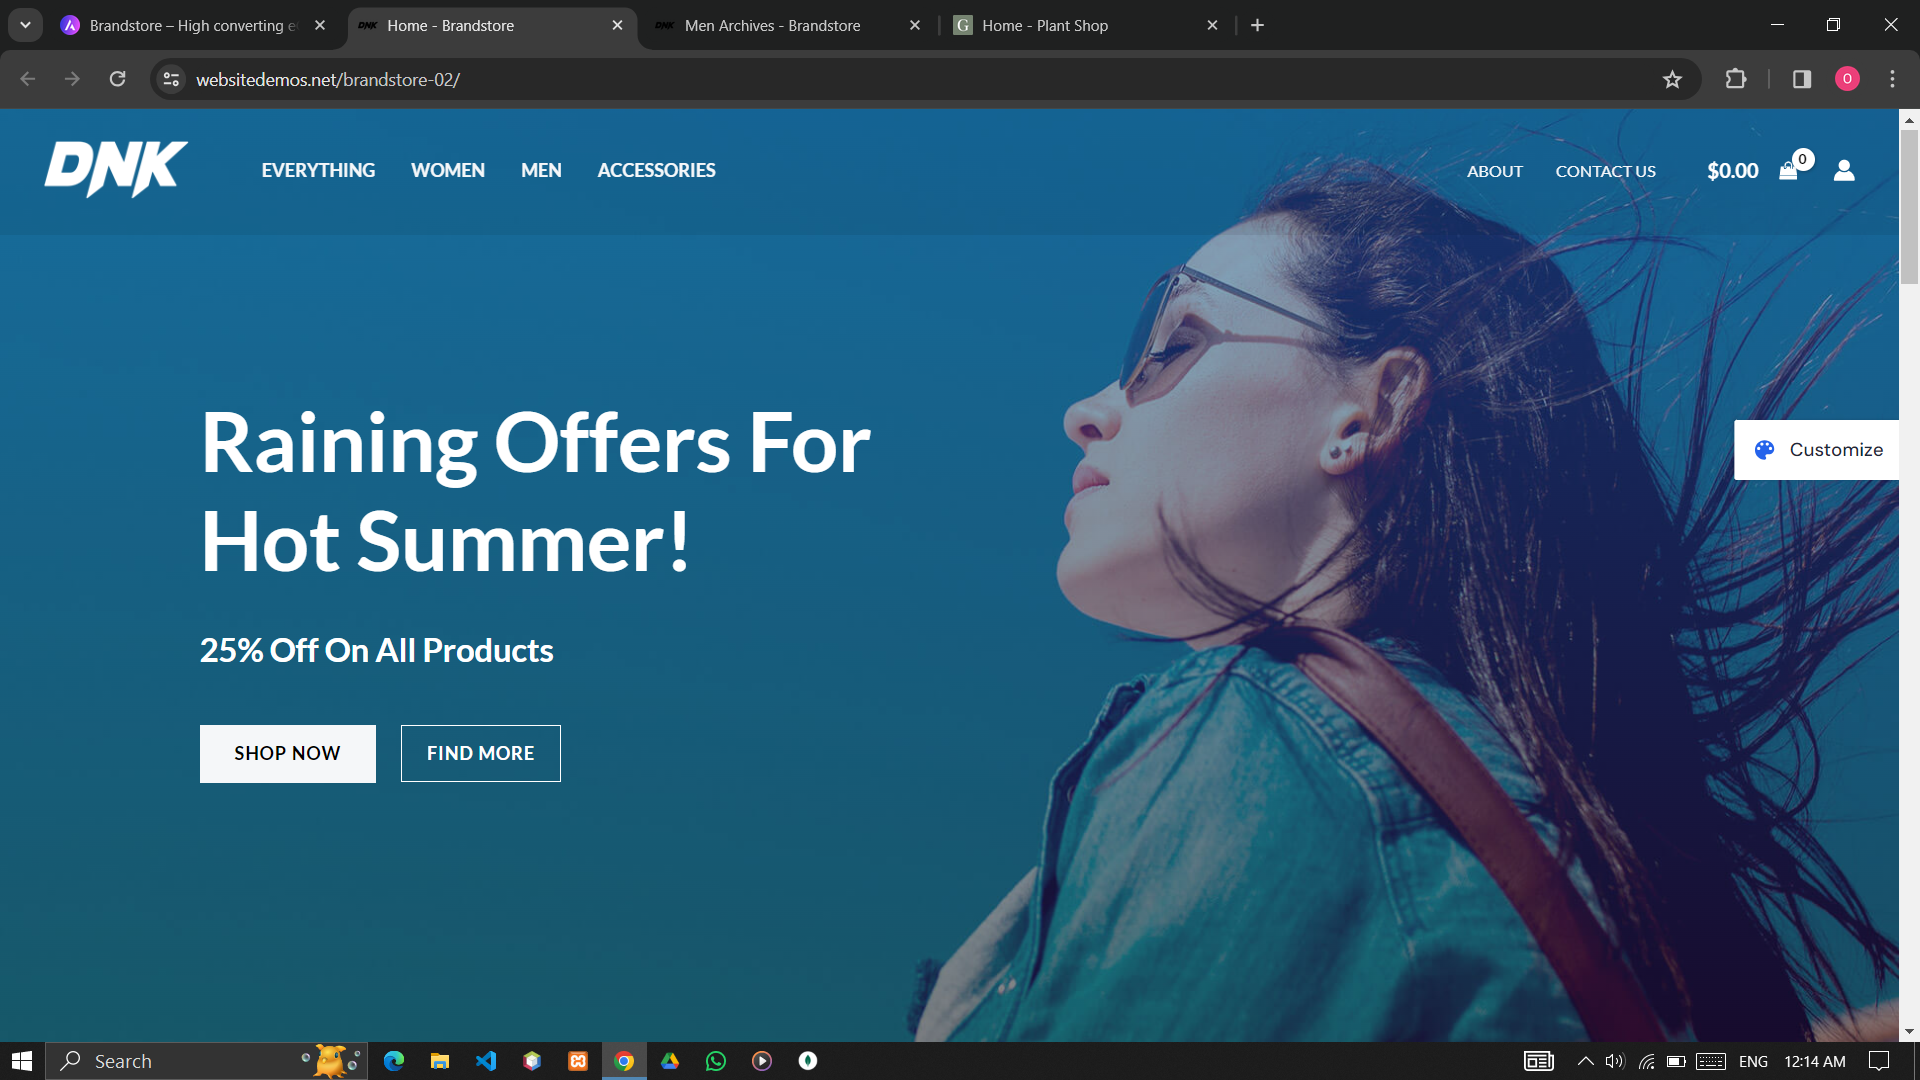 Brandstore – High converting e
Home - Brandstore
Men Archives - Brandstore
G Home - Plant Shop
websitedemos.net/brandstore-02/
O
DNK
EVERYTHING WOMEN MEN ACCESSORIES
ABOUT CONTACT US $0.00 0
Raining Offers For
Hot Summer!
Customize
25% Off On All Products
SHOP NOW FIND MORE
Search
ENG 12:14 AM